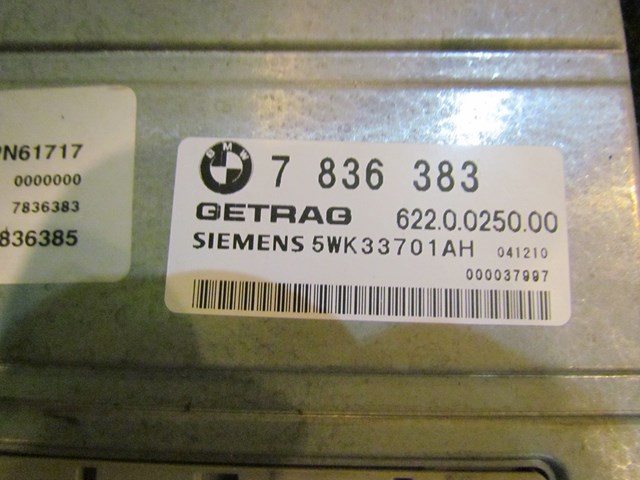 PN61717
0000000
7836383
836385
BMW
7 836 383
GETRAG 622.0.0250.00
SIEMENS 5WK33701AH 041210
000037997